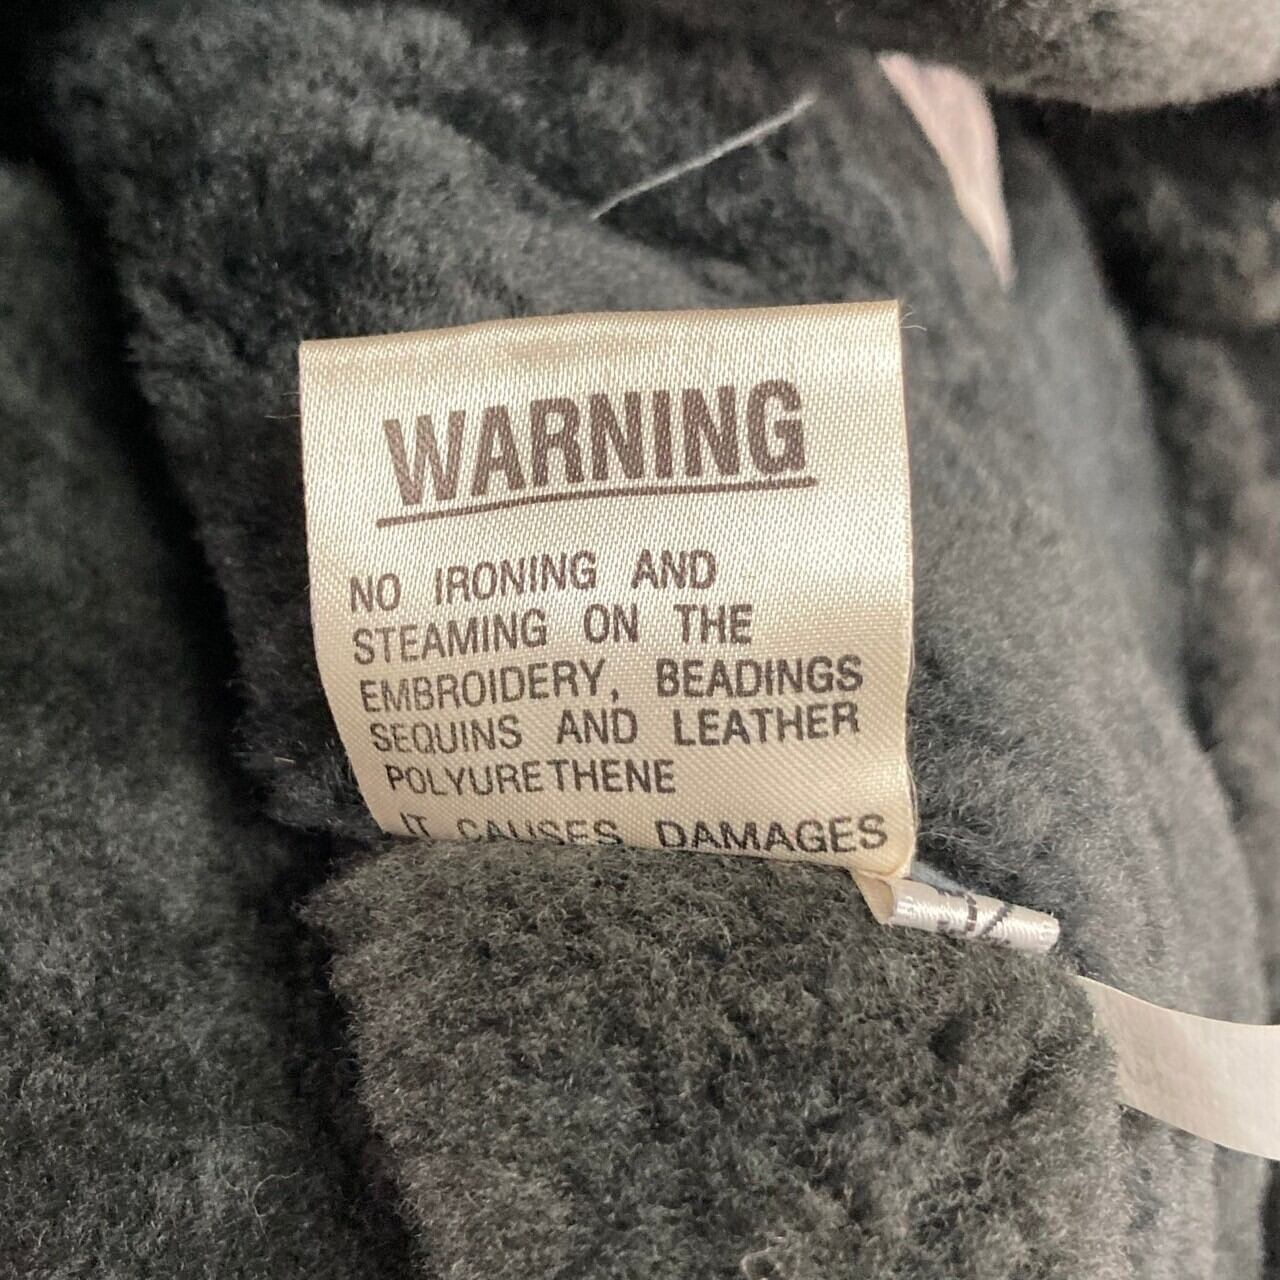 WARNING
NO IRONING AND
STEAMING ON THE
EMBROIDERY, BEADINGS
SEQUINS AND LEATHER
POLYURETHENE
IT CAUSES DAMAGES